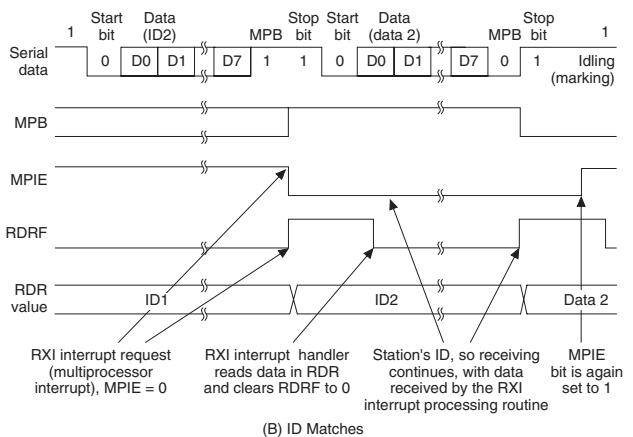 1
Start
bit
Data
(ID2)
MPB
Stop
bit
Start
bit
Data
(data 2)
MPB
Stop
bit
1
Serial
data
0 D0 D1 D7 1 1 0 D0 D1 D7 0 1
Idling
(marking)
MPB
MPIE
RDRF
RDR
value
ID1
ID2
Data 2
RXI interrupt request
(multiprocessor
interrupt), MPIE = 0
RXI interrupt handler
reads data in RDR
and clears RDRF to 0
Station's ID, so receiving
continues, with data
received by the RXI
interrupt processing routine
MPIE
bit is again
set to 1
(B) ID Matches